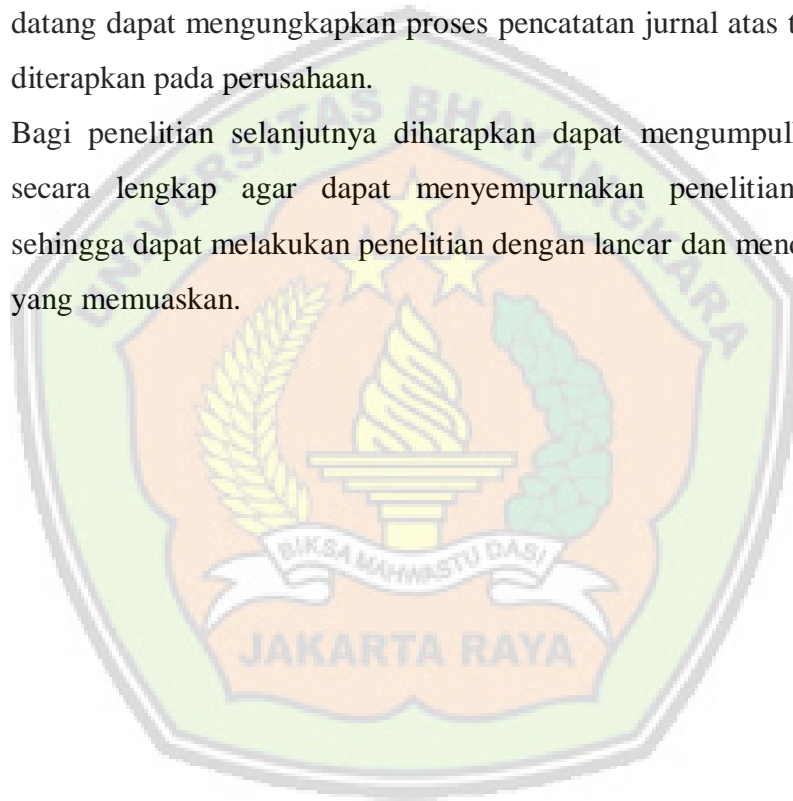 datang dapat mengungkapkan proses pencatatan jurnal atas
diterapkan pada perusahaan.
Bagi penelitian selanjutnya diharapkan dapat
secara lengkap agar dapat menyempurnakan penelitian
sehingga dapat melakukan penelitian dengan lancar dan
yang memuaskan.
UNIVERSITAS BHAYANGKARA
BIKSA MAHWASTU DASI
JAKARTA RAYA